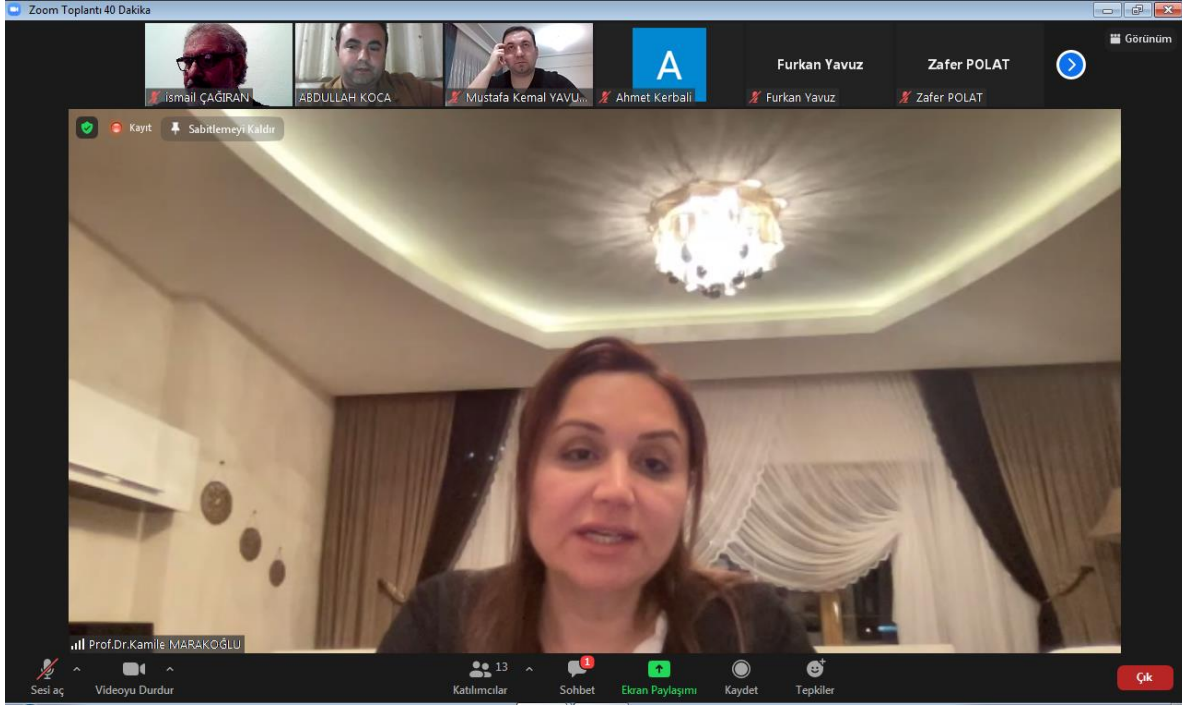 Zoom Toplantı 40 Dakika
Görünüm
A
Furkan Yavuz
Zafer POLAT
ismail ÇAĞIRAN
ABDULLAH KOCA
Mustafa Kemal YAVU...
Ahmet Kerbali
Furkan Yavuz
Zafer POLAT
Kayıt
Sabitlemeyi Kaldır
Prof.Dr.Kamile MARAKOĞLU
13
1
Sesi aç
Videoyu Durdur
Katılımcılar
Sohbet
Ekran Paylaşımı
Kaydet
Tepkiler
Çık